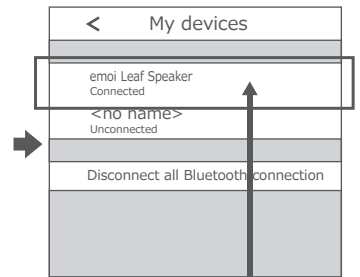 < My devices
emoi Leaf Speaker
Connected
<no name>
Unconnected
Disconnect all Bluetooth connection